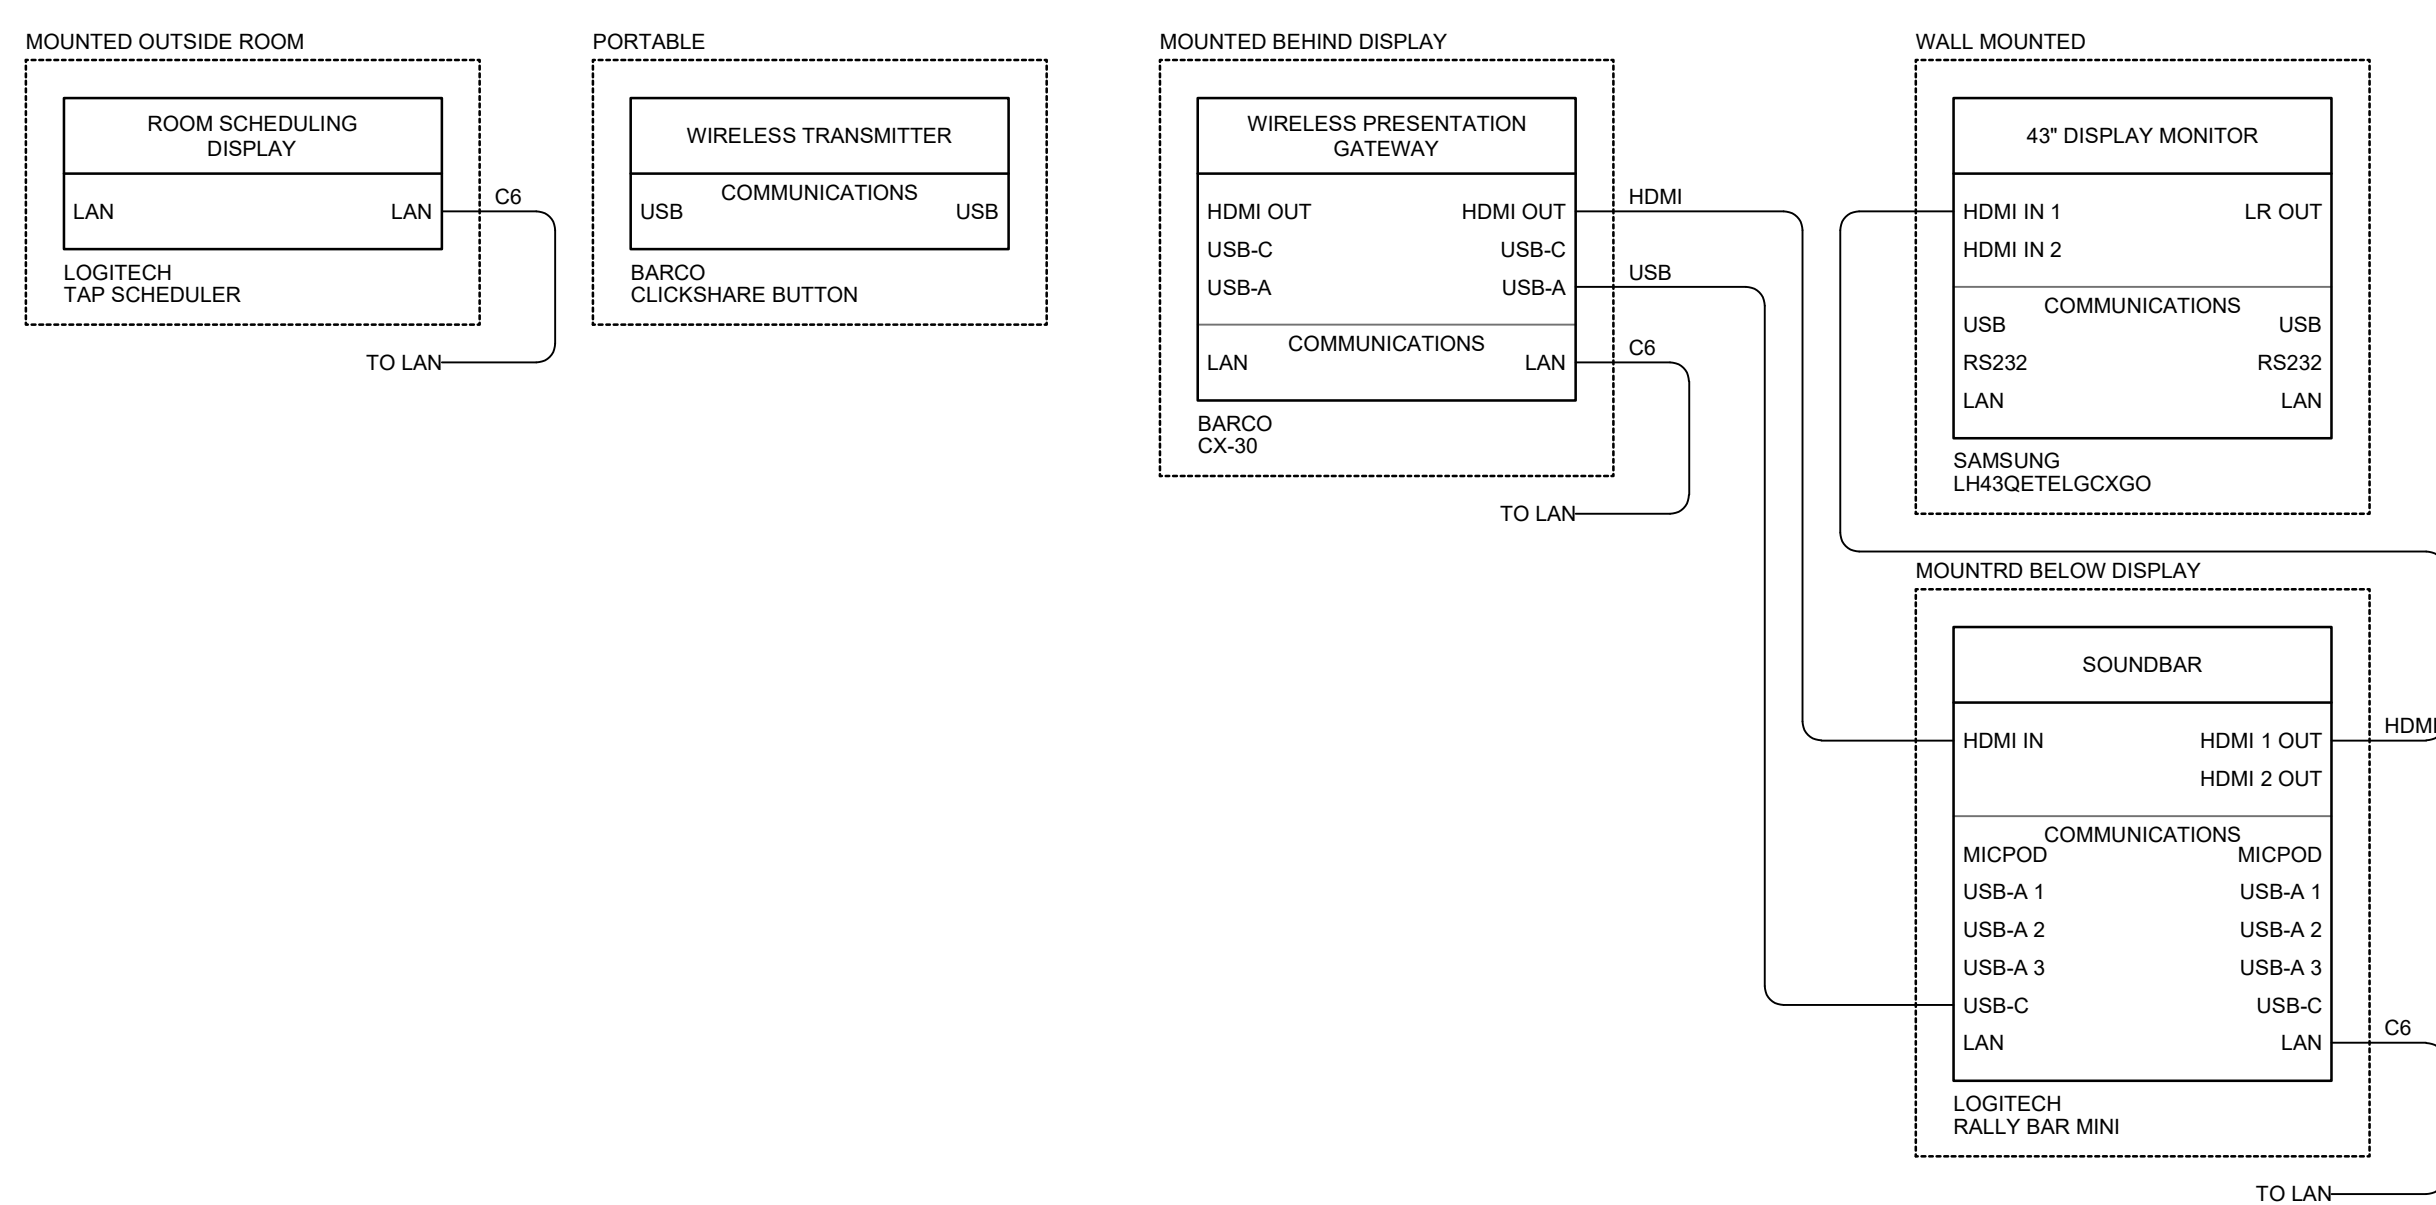 MOUNTED OUTSIDE ROOM
ROOM SCHEDULING
DISPLAY
LAN LAN
C6
LOGITECH
TAP SCHEDULER
TO LAN
PORTABLE
WIRELESS TRANSMITTER
COMMUNICATIONS
USB USB
BARCO
CLICKSHARE BUTTON
MOUNTED BEHIND DISPLAY
WIRELESS PRESENTATION
GATEWAY
HDMI OUT HDMI OUT
HDMI
USB-C USB-C
USB-A USB-A
USB
COMMUNICATIONS
LAN LAN
C6
BARCO
CX-30
TO LAN
WALL MOUNTED
43" DISPLAY MONITOR
HDMI IN 1 LR OUT
HDMI IN 2
COMMUNICATIONS
USB USB
RS232 RS232
LAN LAN
SAMSUNG
LH43QETELGCXGO
MOUNTRD BELOW DISPLAY
SOUNDBAR
HDMI IN HDMI 1 OUT
HDMI
HDMI 2 OUT
COMMUNICATIONS
MICPOD MICPOD
USB-A 1 USB-A 1
USB-A 2 USB-A 2
USB-A 3 USB-A 3
USB-C USB-C
LAN LAN
C6
LOGITECH
RALLY BAR MINI
TO LAN